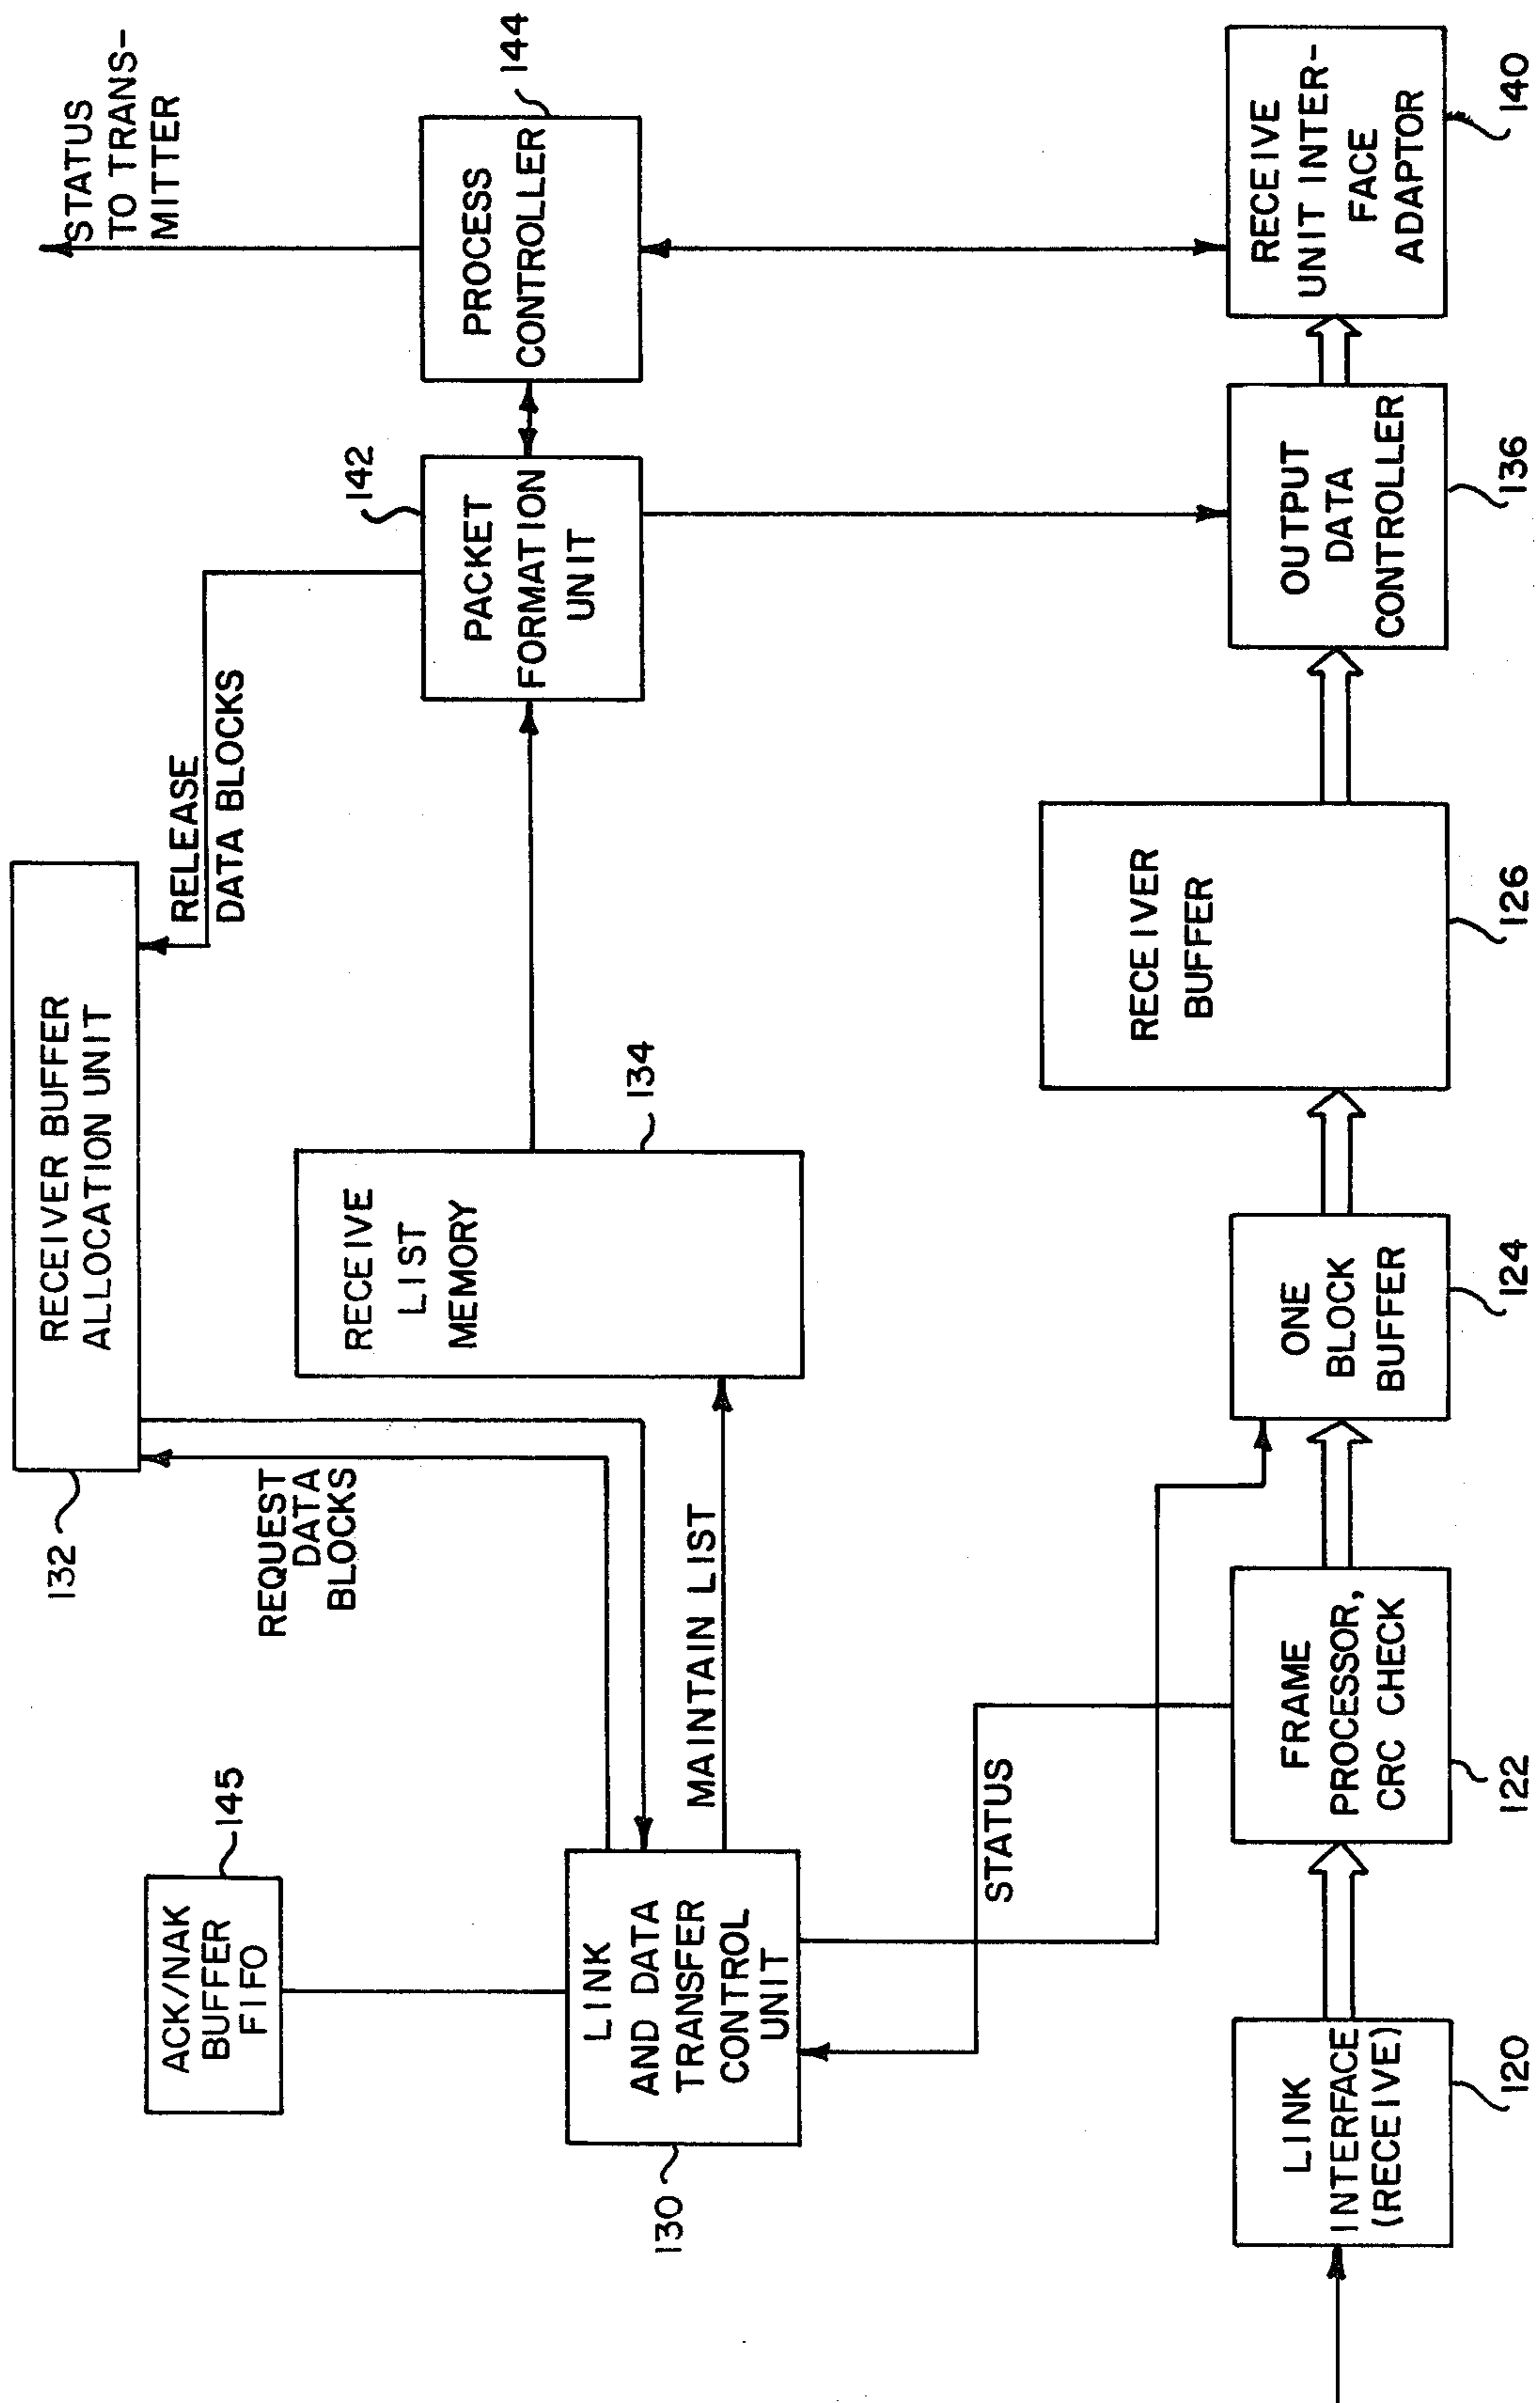 STATUS
TO TRANS-
MITTER
144
PROCESS
CONTROLLER
RECEIVE
UNIT INTER-
FACE
ADAPTOR
140
142
PACKET
FORMATION
UNIT
OUTPUT
DATA
CONTROLLER
136
RELEASE
DATA BLOCKS
RECEIVER BUFFER
ALLOCATION UNIT
132
RECEIVER
BUFFER
126
134
RECEIVE
LIST
MEMORY
ONE
BLOCK
BUFFER
124
REQUEST
DATA
BLOCKS
MAINTAIN LIST
FRAME
PROCESSOR,
CRC CHECK
122
STATUS
145
ACK/NAK
BUFFER
FIFO
LINK
AND DATA
TRANSFER
CONTROL
UNIT
130
LINK
INTERFACE
(RECEIVE)
120